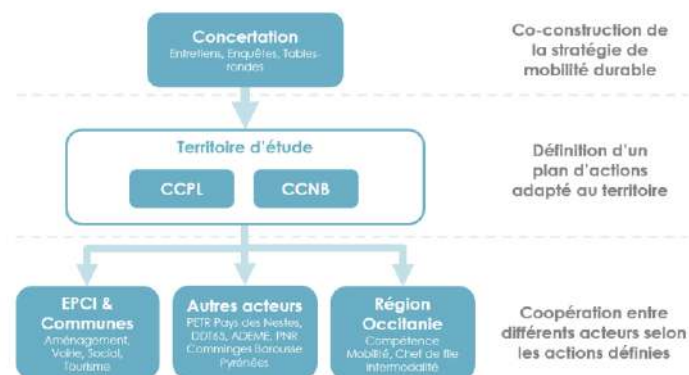 Concertation
Entretiens, Enquêtes, Tables-
rondes
Co-construction de
la stratégie de
mobilité durable
Territoire d'étude
CCPL
CCNB
Définition d'un
plan d'actions
adapté au territoire
EPCI &
Communes
Aménagement,
Voirie, Social,
Tourisme
Autres acteurs
PETR Pays des Nestes,
DDT65, ADEME, PNR
Comminges Barousse
Pyrénées
Région
Occitanie
Compétence
Mobilité, Chef de file
intermodalité
Coopération entre
différents acteurs selon
les actions définies